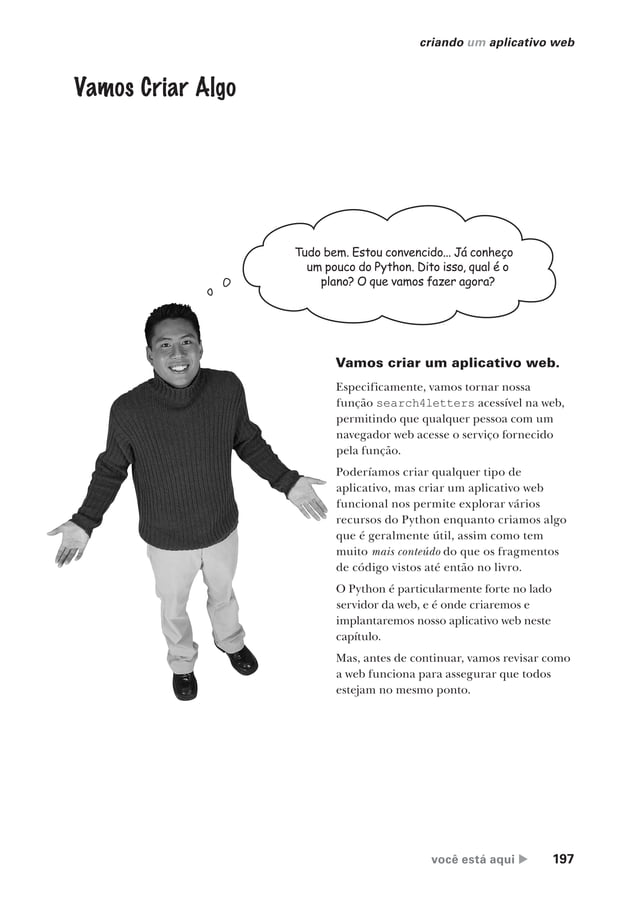 criando um aplicativo web
Vamos Criar Algo
Tudo bem. Estou convencido... Já conheço
um pouco do Python. Dito isso, qual é o
plano? O que vamos fazer agora?
Vamos criar um aplicativo web.
Especificamente, vamos tornar nossa
função search4letters acessível na web,
permitindo que qualquer pessoa com um
navegador web acesse o serviço fornecido
pela função.
Poderíamos criar qualquer tipo de
aplicativo, mas criar um aplicativo web
funcional nos permite explorar vários
recursos do Python enquanto criamos algo
que é geralmente útil, assim como tem
muito mais conteúdo do que os fragmentos
de código vistos até então no livro.
O Python é particularmente forte no lado
servidor da web, e é onde criaremos e
implantaremos nosso aplicativo web neste
capítulo.
Mas, antes de continuar, vamos revisar como
a web funciona para assegurar que todos
estejam no mesmo ponto.
você está aqui ▶ 197